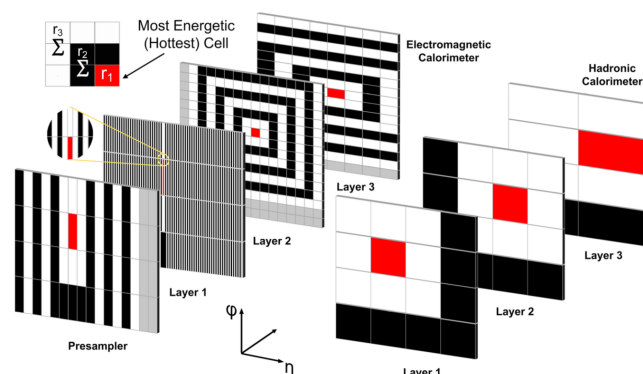 r3
Σ
r2
Σ
r1
Most Energetic
(Hottest) Cell
Electromagnetic
Calorimeter
Hadronic
Calorimeter
Layer 3
Layer 2
Layer 1
Presampler
φ
η
Layer 3
Layer 2
Layer 1